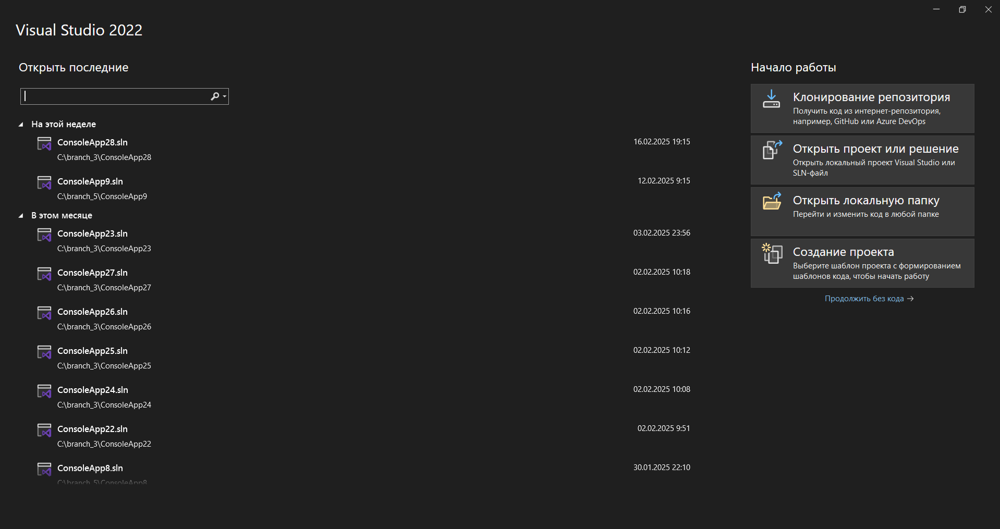 Visual Studio 2022
Открыть последние
На этой неделе
ConsoleApp28.sln
16.02.2025 19:15
C:\branch_3\ConsoleApp28
ConsoleApp9.sln
12.02.2025 9:15
C:\branch_5\ConsoleApp9
В этом месяце
ConsoleApp23.sln
03.02.2025 23:56
C:\branch_3\ConsoleApp23
ConsoleApp27.sln
02.02.2025 10:18
C:\branch_3\ConsoleApp27
ConsoleApp26.sln
02.02.2025 10:16
C:\branch_3\ConsoleApp26
ConsoleApp25.sln
02.02.2025 10:12
C:\branch_3\ConsoleApp25
ConsoleApp24.sln
02.02.2025 10:08
C:\branch_3\ConsoleApp24
ConsoleApp22.sln
02.02.2025 9:51
C:\branch_3\ConsoleApp22
ConsoleApp8.sln
30.01.2025 22:10
C:\branch_5\ConsoleApp8
Начало работы
Клонирование репозитория
Получить код из интернет-репозитория,
например, GitHub или Azure DevOps
Открыть проект или решение
Открыть локальный проект Visual Studio или
SLN-файл
Открыть локальную папку
Перейти и изменить код в любой папке
Создание проекта
Выберите шаблон проекта с формированием
шаблонов кода, чтобы начать работу
Продолжить без кода →